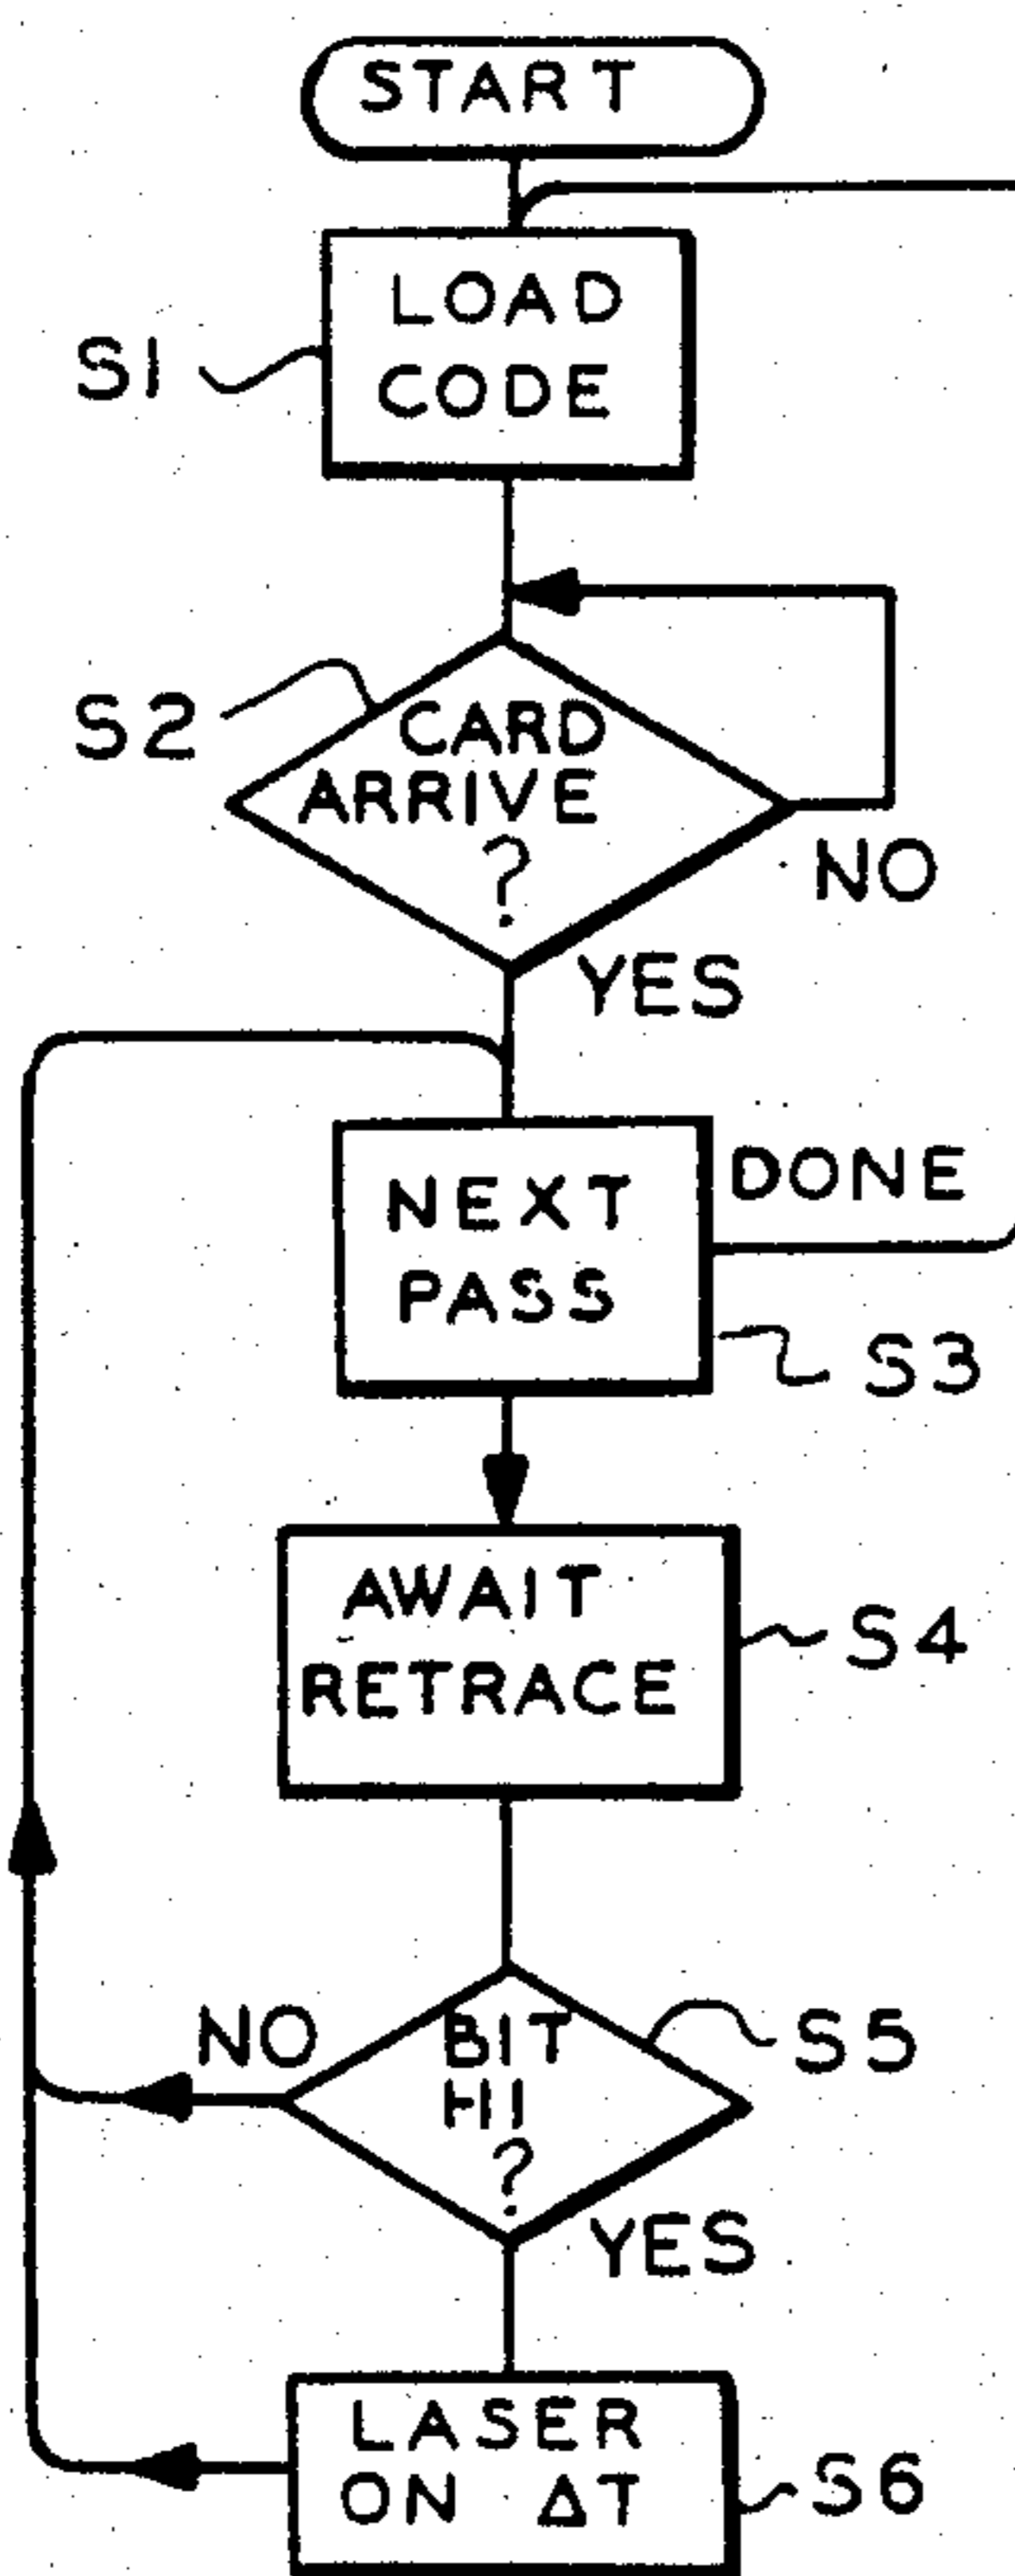 START
LOAD
CODE
S1
S2
CARD
ARRIVE
?
NO
YES
NEXT
PASS
DONE
S3
AWAIT
RETRACE
S4
NO
BIT
HI
?
S5
YES
LASER
ON ΔT
S6